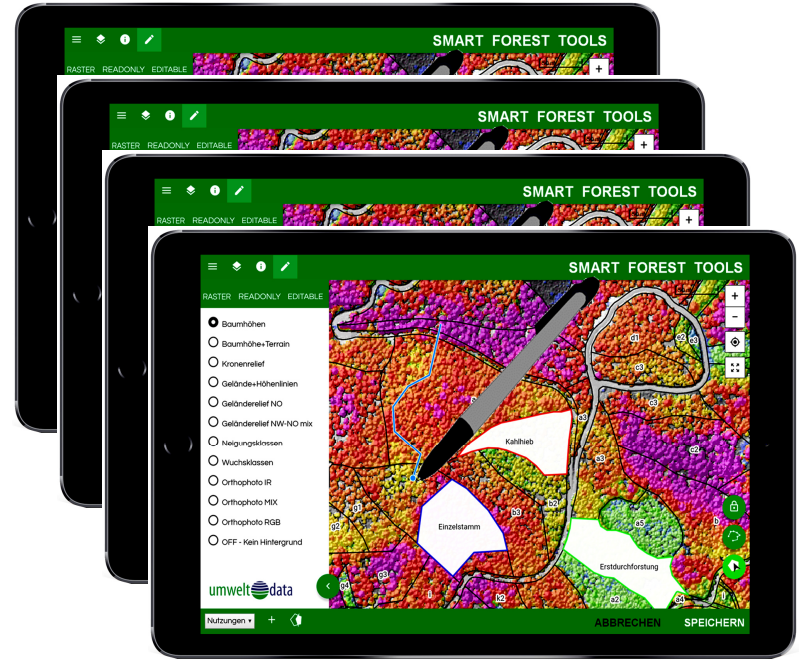 SMART FOREST TOOLS
RASTER READONLY EDITABLE
+
SMART FOREST TOOLS
RASTER READONLY EDITABLE
+
SMART FOREST TOOLS
RASTER READONLY EDITABLE
+
SMART FOREST TOOLS
RASTER READONLY EDITABLE
+
−
Baumhöhen
Baumhöhe+Terrain
Kronenrelief
Gelände+Höhenlinien
Geländerelief NO
Geländerelief NW-NO mix
Neigungsklassen
Wuchsklassen
Orthophoto IR
Orthophoto MIX
Orthophoto RGB
OFF - Kein Hintergrund
umwelt data
d1
e2
e3
c3
c3
a3
Kahlhieb
a3
c2
b2
g1
g2
b3
Einzelstamm
a5
b
Erstdurchforstung
g3
g4
i
k2
a2
a4
f
Nutzungen
+
ABBRECHEN
SPEICHERN